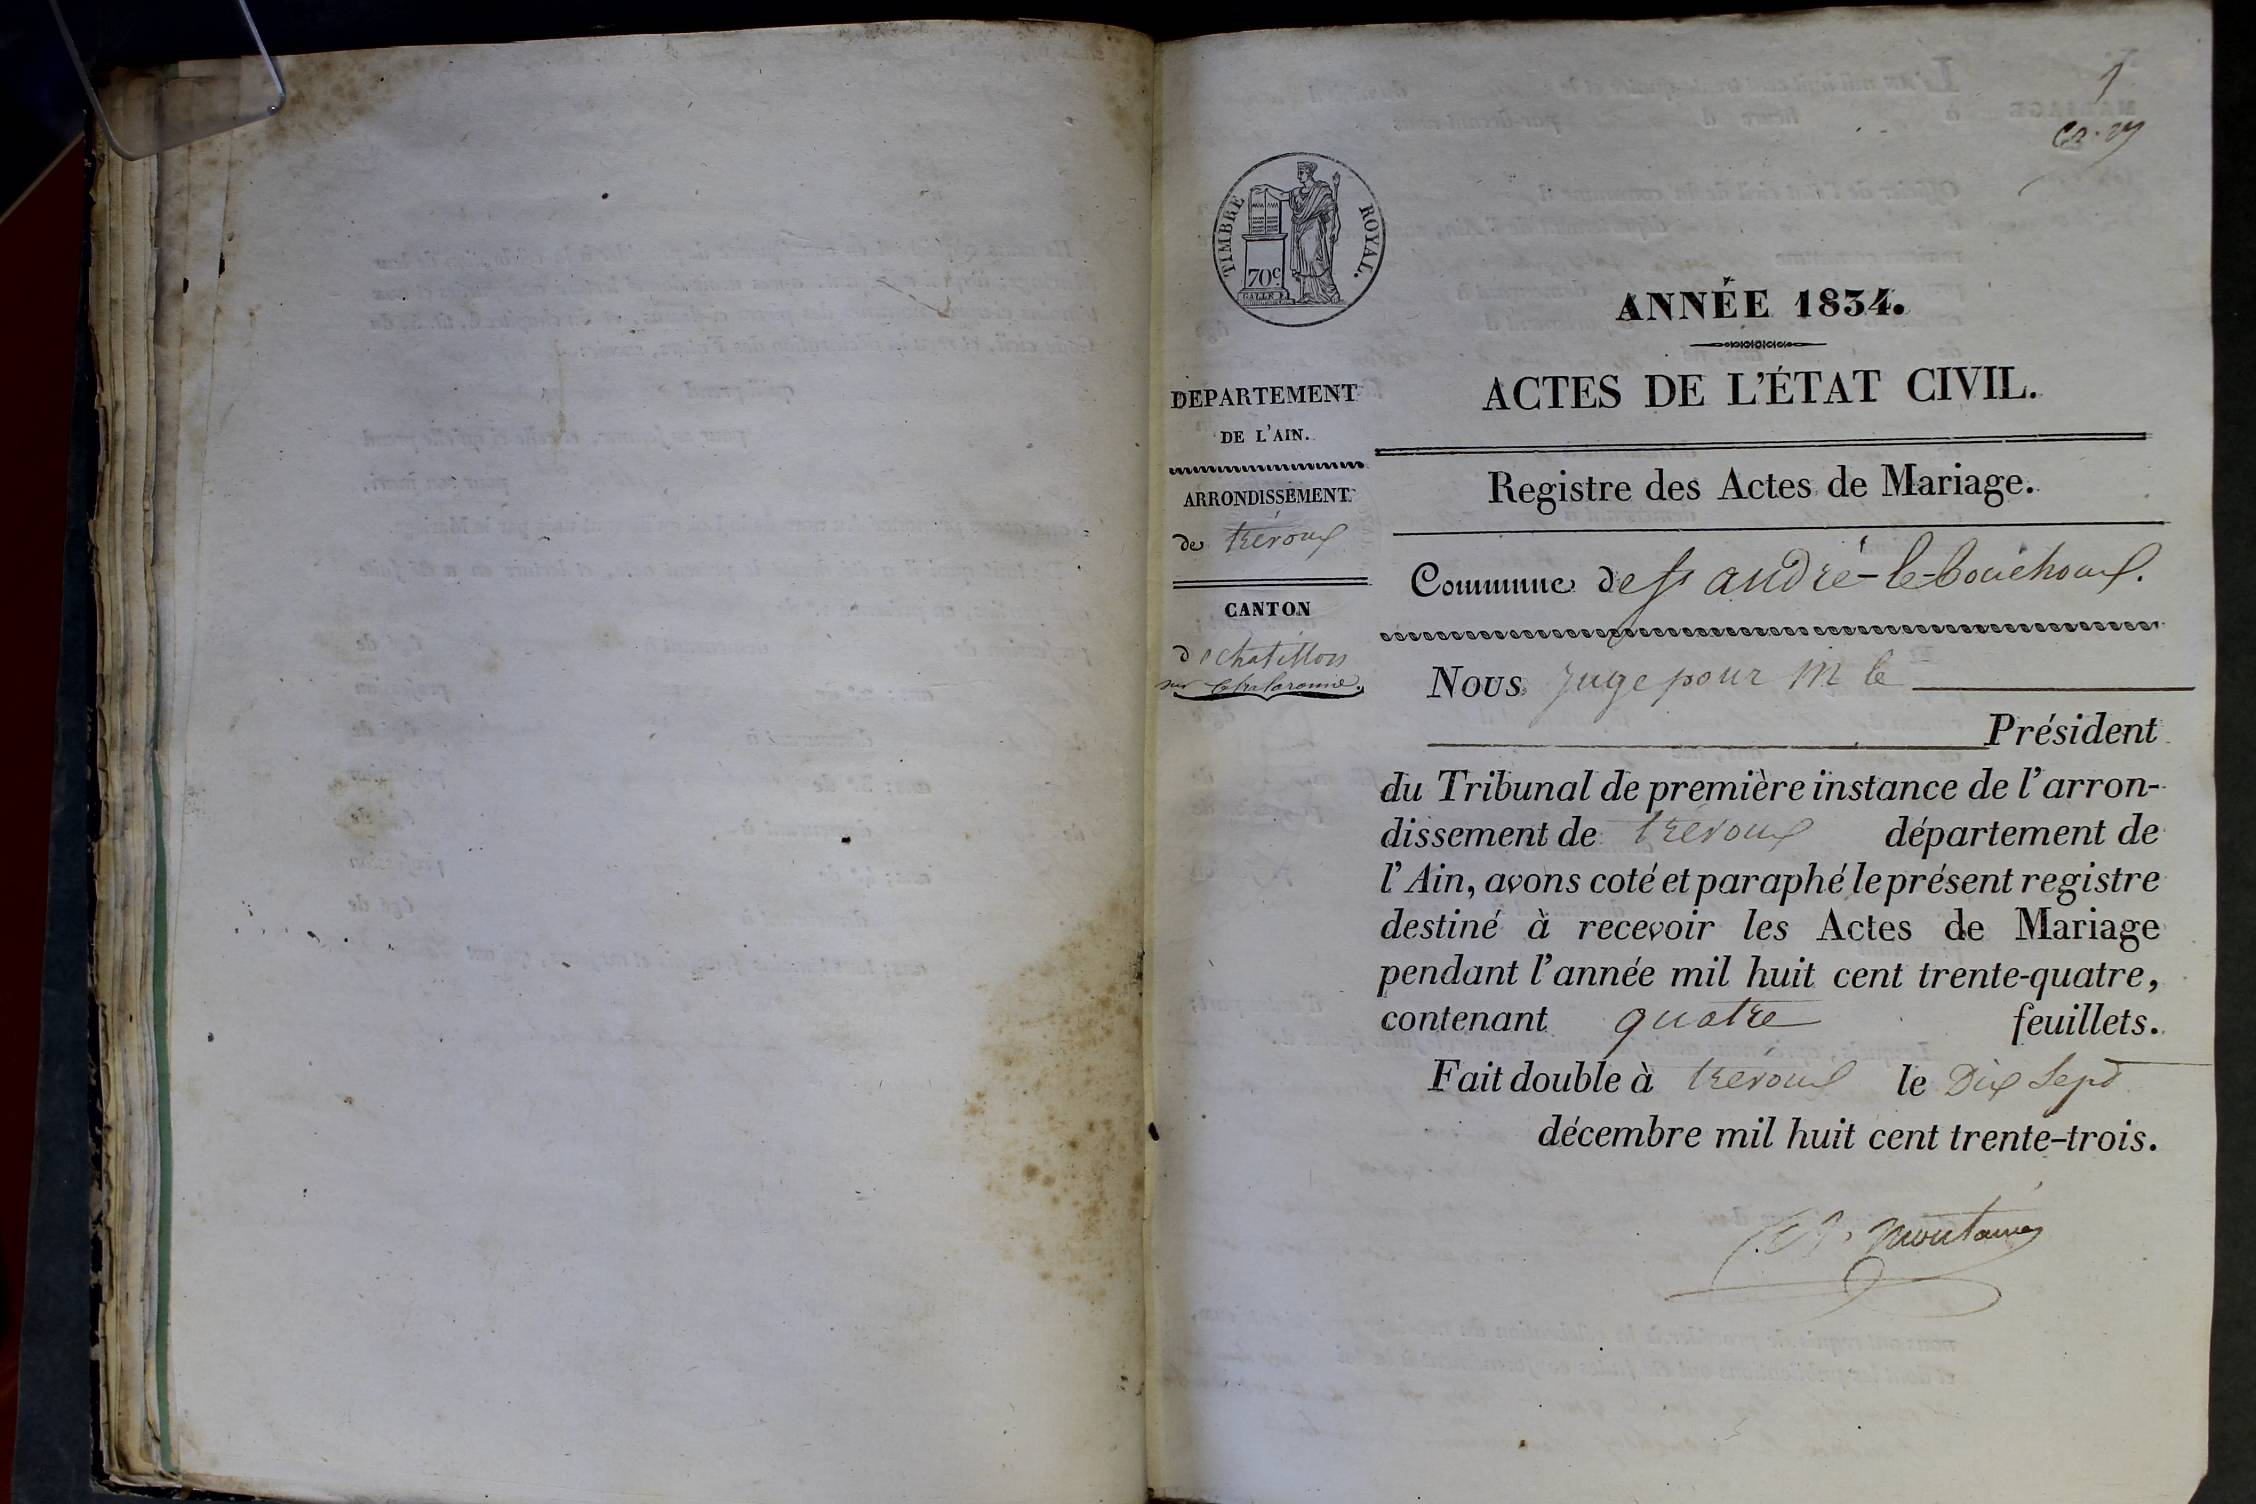 1
TIMBRE ROYAL.
70c
GALLE F.
ANNÉE 1834.
ACTES DE L'ÉTAT CIVIL.
DEPARTEMENT
DE L'AIN.
ARRONDISSEMENT
de trévoux
CANTON
de chatillon
sur Chalaronne.
Registre des Actes de Mariage.
Commune de St andré-le-bouchoux.
Nous Juge pour M le
Président
du Tribunal de première instance de l'arron-
dissement de trévoux département de
l'Ain, avons coté et paraphé le présent registre
destiné à recevoir les Actes de Mariage
pendant l'année mil huit cent trente-quatre,
contenant quatre feuillets.
Fait double à trévoux le Dix Sept
décembre mil huit cent trente-trois.